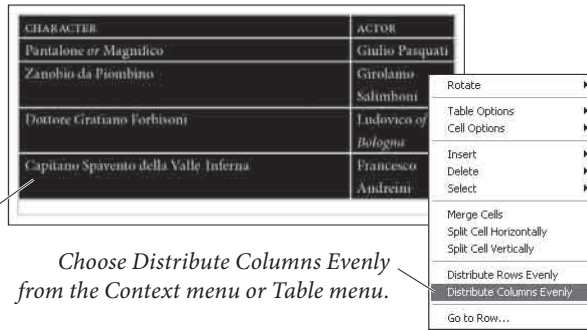 CHARACTER ACTOR
Pantalone or Magnifico Giulio Pasquati
Zanobio da Piombino Girolamo
Salimboni
Dottore Gratiano Forbisoni Ludovico of
Bologna
Capitano Spavento della Valle Inferna Francesco
Andreini
Rotate
Table Options
Cell Options
Insert
Delete
Select
Merge Cells
Split Cell Horizontally
Split Cell Vertically
Distribute Rows Evenly
Distribute Columns Evenly
Go to Row...
Choose Distribute Columns Evenly
from the Context menu or Table menu.